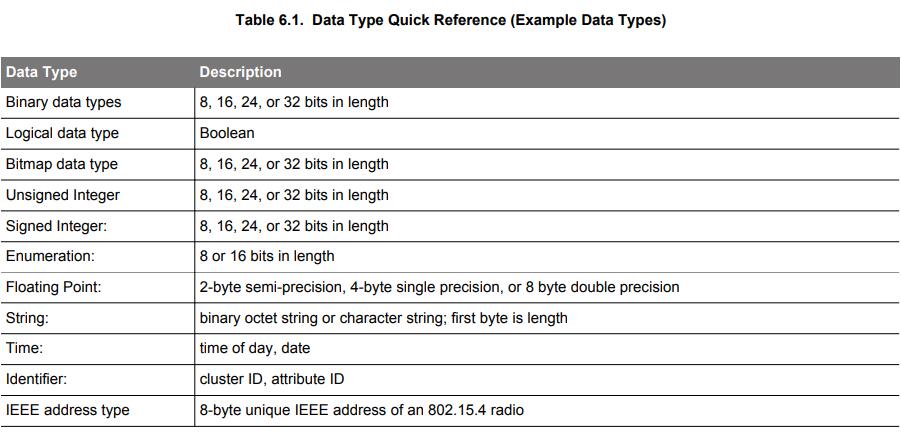 Table 6.1. Data Type Quick Reference (Example Data Types)
Data Type Description
Binary data types 8, 16, 24, or 32 bits in length
Logical data type Boolean
Bitmap data type 8, 16, 24, or 32 bits in length
Unsigned Integer 8, 16, 24, or 32 bits in length
Signed Integer: 8, 16, 24, or 32 bits in length
Enumeration: 8 or 16 bits in length
Floating Point: 2-byte semi-precision, 4-byte single precision, or 8 byte double precision
String: binary octet string or character string; first byte is length
Time: time of day, date
Identifier: cluster ID, attribute ID
IEEE address type 8-byte unique IEEE address of an 802.15.4 radio